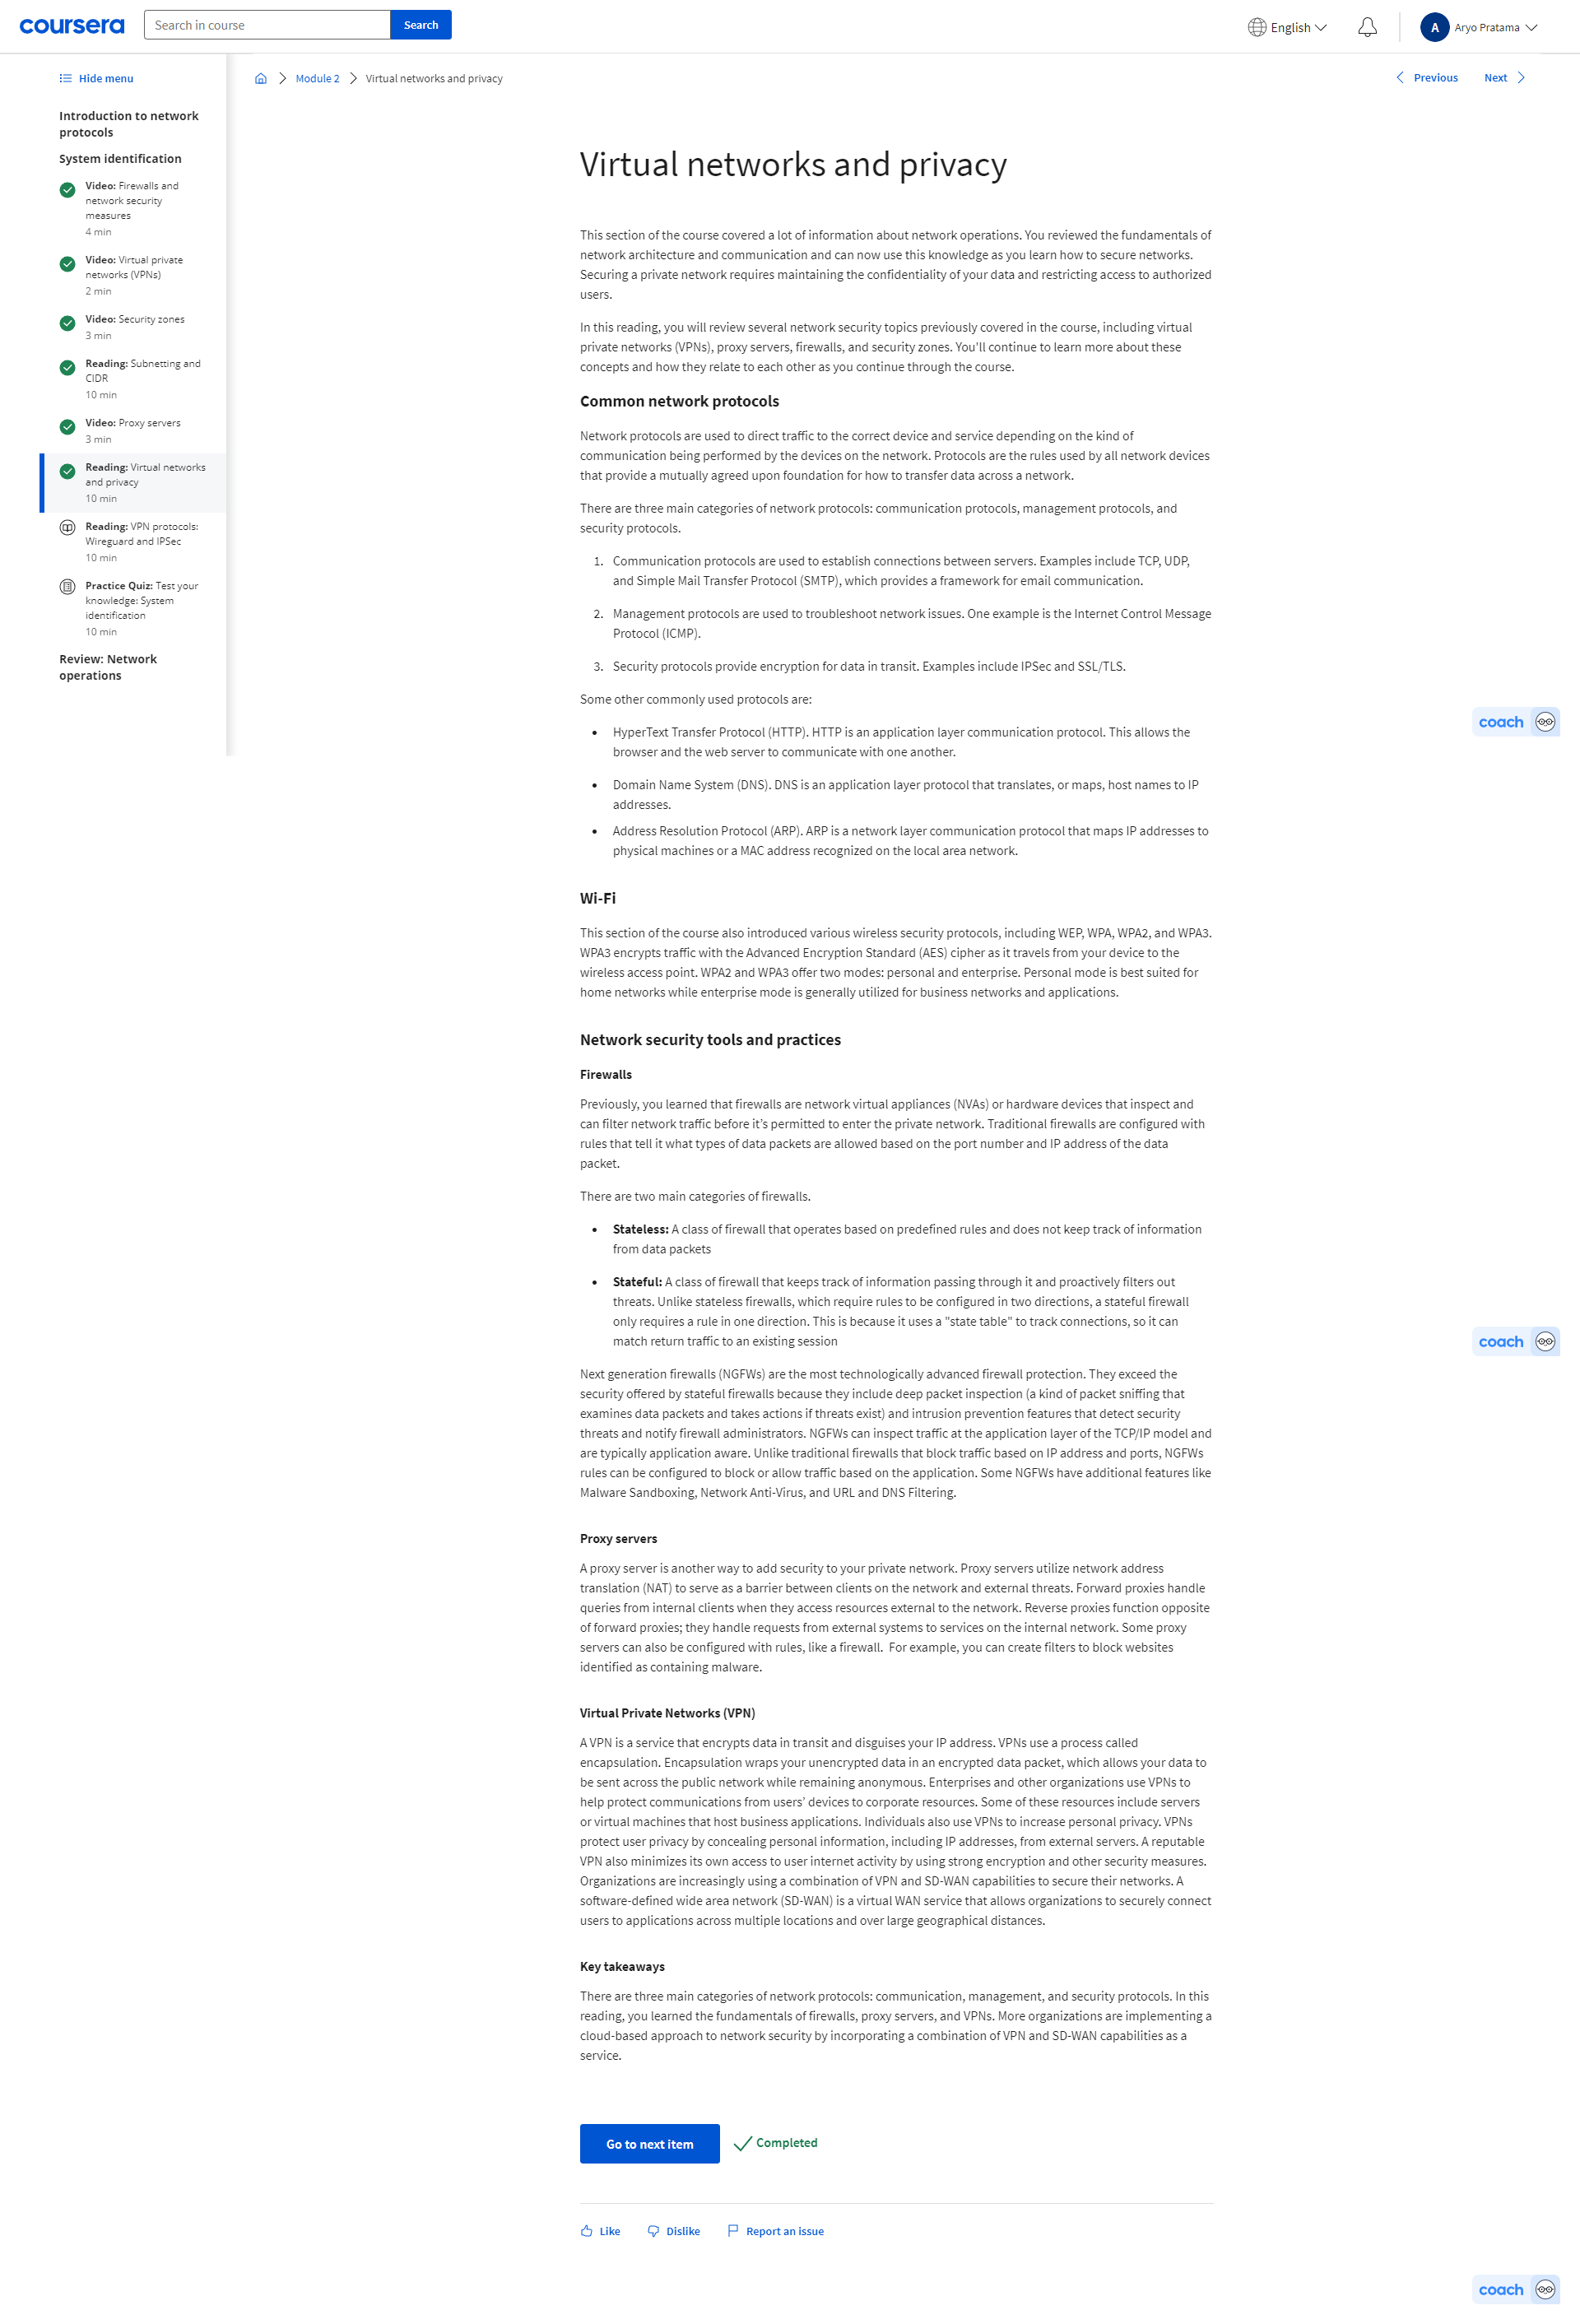 coursera
Search in course
Search
English
A
Aryo Pratama
Hide menu
Module 2
Virtual networks and privacy
Previous
Next
Introduction to network
protocols
System identification
Video: Firewalls and
network security
measures
4 min
Video: Virtual private
networks (VPNs)
2 min
Video: Security zones
3 min
Reading: Subnetting and
CIDR
10 min
Video: Proxy servers
3 min
Reading: Virtual networks
and privacy
10 min
Reading: VPN protocols:
Wireguard and IPSec
10 min
Practice Quiz: Test your
knowledge: System
identification
10 min
Review: Network
operations
Virtual networks and privacy
This section of the course covered a lot of information about network operations. You reviewed the fundamentals of
network architecture and communication and can now use this knowledge as you learn how to secure networks.
Securing a private network requires maintaining the confidentiality of your data and restricting access to authorized
users.
In this reading, you will review several network security topics previously covered in the course, including virtual
private networks (VPNs), proxy servers, firewalls, and security zones. You'll continue to learn more about these
concepts and how they relate to each other as you continue through the course.
Common network protocols
Network protocols are used to direct traffic to the correct device and service depending on the kind of
communication being performed by the devices on the network. Protocols are the rules used by all network devices
that provide a mutually agreed upon foundation for how to transfer data across a network.
There are three main categories of network protocols: communication protocols, management protocols, and
security protocols.
1. Communication protocols are used to establish connections between servers. Examples include TCP, UDP,
and Simple Mail Transfer Protocol (SMTP), which provides a framework for email communication.
2. Management protocols are used to troubleshoot network issues. One example is the Internet Control Message
Protocol (ICMP).
3. Security protocols provide encryption for data in transit. Examples include IPSec and SSL/TLS.
Some other commonly used protocols are:
• HyperText Transfer Protocol (HTTP). HTTP is an application layer communication protocol. This allows the
browser and the web server to communicate with one another.
• Domain Name System (DNS). DNS is an application layer protocol that translates, or maps, host names to IP
addresses.
• Address Resolution Protocol (ARP). ARP is a network layer communication protocol that maps IP addresses to
physical machines or a MAC address recognized on the local area network.
coach
Wi-Fi
This section of the course also introduced various wireless security protocols, including WEP, WPA, WPA2, and WPA3.
WPA3 encrypts traffic with the Advanced Encryption Standard (AES) cipher as it travels from your device to the
wireless access point. WPA2 and WPA3 offer two modes: personal and enterprise. Personal mode is best suited for
home networks while enterprise mode is generally utilized for business networks and applications.
Network security tools and practices
Firewalls
Previously, you learned that firewalls are network virtual appliances (NVAs) or hardware devices that inspect and
can filter network traffic before it’s permitted to enter the private network. Traditional firewalls are configured with
rules that tell it what types of data packets are allowed based on the port number and IP address of the data
packet.
There are two main categories of firewalls.
• Stateless: A class of firewall that operates based on predefined rules and does not keep track of information
from data packets
• Stateful: A class of firewall that keeps track of information passing through it and proactively filters out
threats. Unlike stateless firewalls, which require rules to be configured in two directions, a stateful firewall
only requires a rule in one direction. This is because it uses a "state table" to track connections, so it can
match return traffic to an existing session
coach
Next generation firewalls (NGFWs) are the most technologically advanced firewall protection. They exceed the
security offered by stateful firewalls because they include deep packet inspection (a kind of packet sniffing that
examines data packets and takes actions if threats exist) and intrusion prevention features that detect security
threats and notify firewall administrators. NGFWs can inspect traffic at the application layer of the TCP/IP model and
are typically application aware. Unlike traditional firewalls that block traffic based on IP address and ports, NGFWs
rules can be configured to block or allow traffic based on the application. Some NGFWs have additional features like
Malware Sandboxing, Network Anti-Virus, and URL and DNS Filtering.
Proxy servers
A proxy server is another way to add security to your private network. Proxy servers utilize network address
translation (NAT) to serve as a barrier between clients on the network and external threats. Forward proxies handle
queries from internal clients when they access resources external to the network. Reverse proxies function opposite
of forward proxies; they handle requests from external systems to services on the internal network. Some proxy
servers can also be configured with rules, like a firewall.  For example, you can create filters to block websites
identified as containing malware.
Virtual Private Networks (VPN)
A VPN is a service that encrypts data in transit and disguises your IP address. VPNs use a process called
encapsulation. Encapsulation wraps your unencrypted data in an encrypted data packet, which allows your data to
be sent across the public network while remaining anonymous. Enterprises and other organizations use VPNs to
help protect communications from users’ devices to corporate resources. Some of these resources include servers
or virtual machines that host business applications. Individuals also use VPNs to increase personal privacy. VPNs
protect user privacy by concealing personal information, including IP addresses, from external servers. A reputable
VPN also minimizes its own access to user internet activity by using strong encryption and other security measures.
Organizations are increasingly using a combination of VPN and SD-WAN capabilities to secure their networks. A
software-defined wide area network (SD-WAN) is a virtual WAN service that allows organizations to securely connect
users to applications across multiple locations and over large geographical distances.
Key takeaways
There are three main categories of network protocols: communication, management, and security protocols. In this
reading, you learned the fundamentals of firewalls, proxy servers, and VPNs. More organizations are implementing a
cloud-based approach to network security by incorporating a combination of VPN and SD-WAN capabilities as a
service.
Go to next item
Completed
Like
Dislike
Report an issue
coach